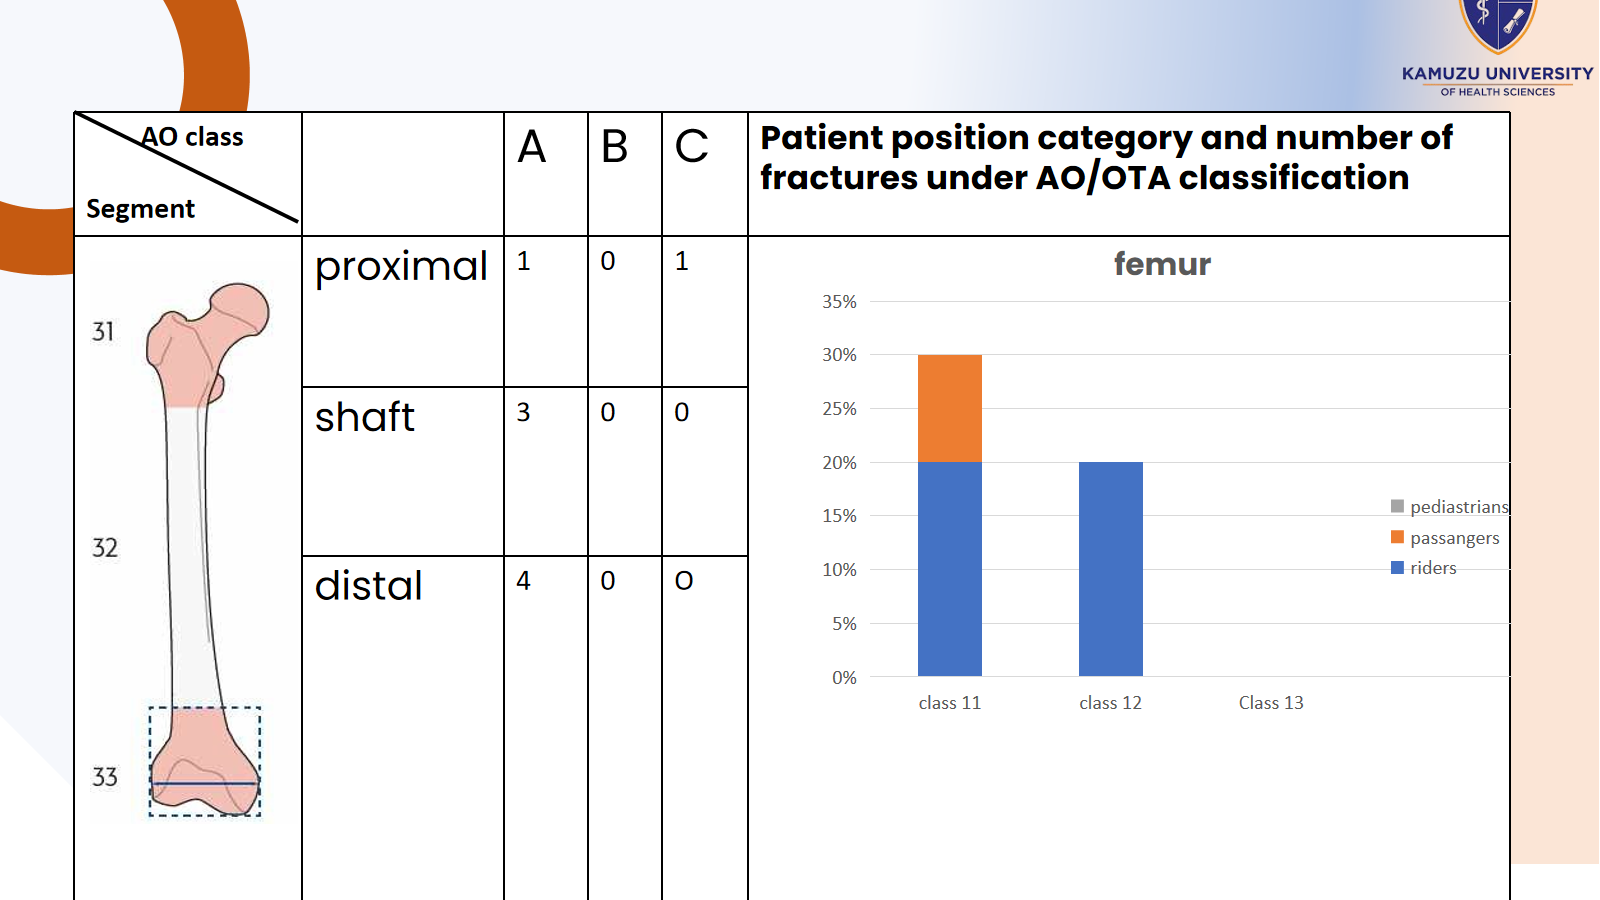 KAMUZU UNIVERSITY
OF HEALTH SCIENCES
AO class
Segment
A
B
C
Patient position category and number of
fractures under AO/OTA classification
31
32
33
proximal
1
0
1
shaft
3
0
0
distal
4
0
O
femur
35%
30%
25%
20%
15%
10%
5%
0%
class 11
class 12
Class 13
pediastrians
passangers
riders